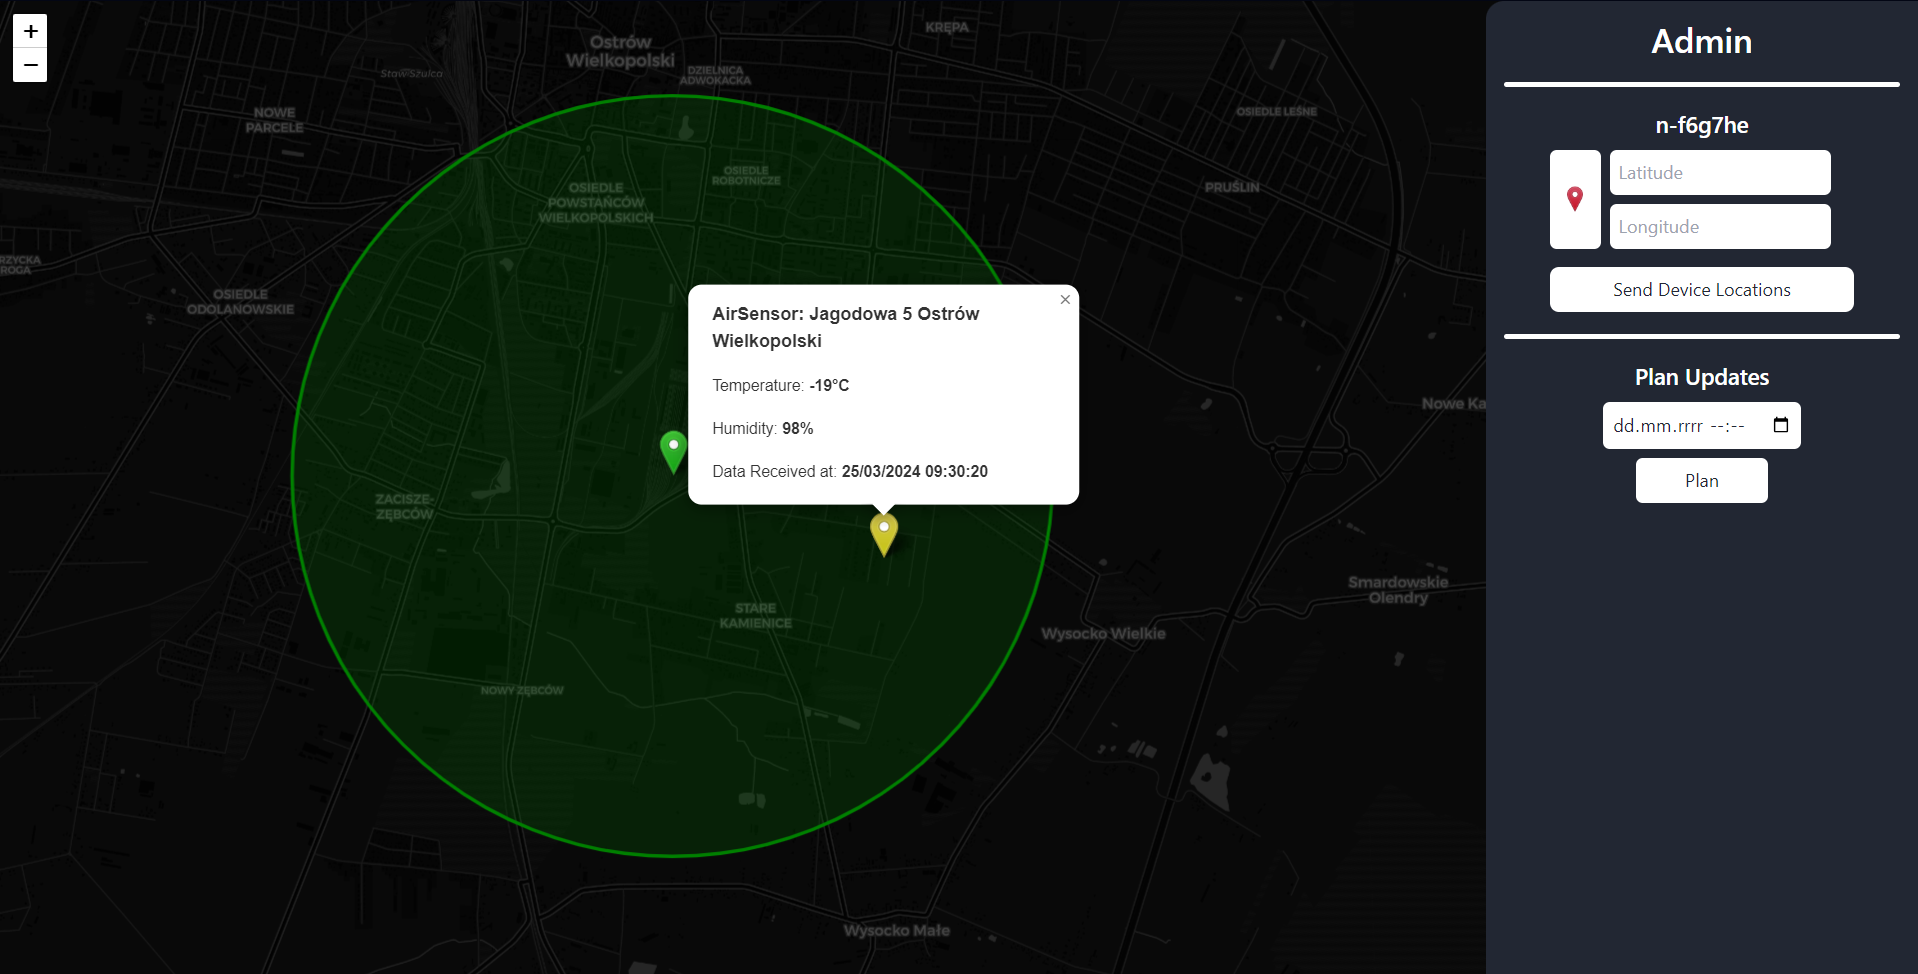 +
−
Staw Szulca
Ostrów
Wielkopolski
KRĘPA
DZIELNICA
ADWOKACKA
NOWE
PARCELE
OSIEDLE LEŚNE
OSIEDLE
ROBOTNICZE
OSIEDLE
POWSTAŃCÓW
WIELKOPOLSKICH
PRUŚLIN
RZYCKA
ROGA
OSIEDLE
ODOLANOWSKIE
×
AirSensor: Jagodowa 5 Ostrów
Wielkopolski
Temperature: -19°C
Humidity: 98%
Data Received at: 25/03/2024 09:30:20
Nowe Ka
ZACISZE-
ZĘBCÓW
STARE
KAMIENICE
Smardowskie
Olendry
Wysocko Wielkie
NOWY ZĘBCÓW
Wysocko Małe
Admin
n-f6g7he
Latitude
Longitude
Send Device Locations
Plan Updates
dd.mm.rrrr --:--
Plan